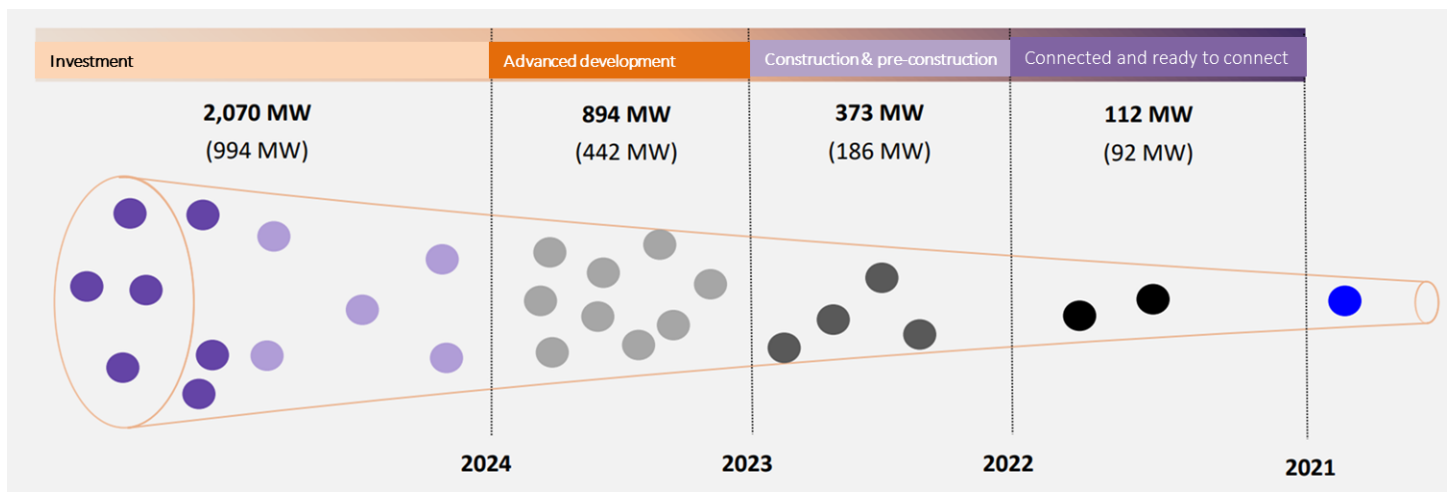 Investment
Advanced development
Construction & pre-construction
Connected and ready to connect
2,070 MW
(994 MW)
894 MW
(442 MW)
373 MW
(186 MW)
112 MW
(92 MW)
2024
2023
2022
2021